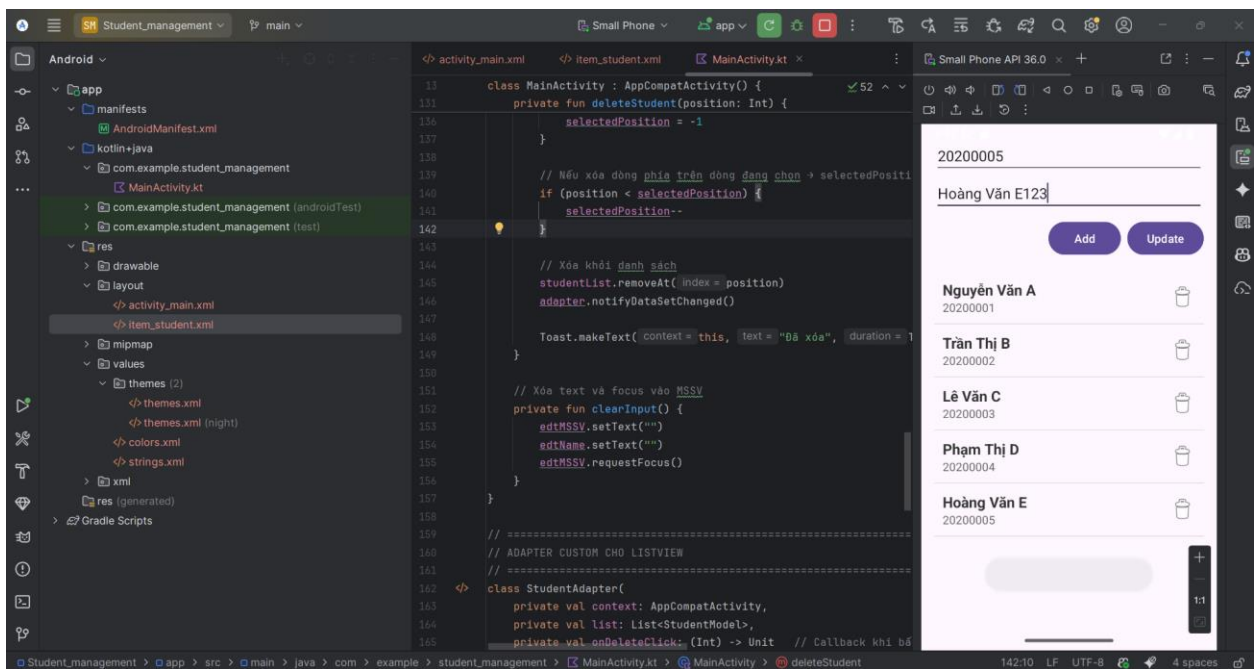 SM Student_management main Small Phone app
Android
activity_main.xml item_student.xml MainActivity.kt
Small Phone API 36.0
app
manifests
AndroidManifest.xml
kotlin+java
com.example.student_management
MainActivity.kt
com.example.student_management (androidTest)
com.example.student_management (test)
res
drawable
layout
activity_main.xml
item_student.xml
mipmap
values
themes (2)
themes.xml
themes.xml (night)
colors.xml
strings.xml
xml
res (generated)
Gradle Scripts
52
13 class MainActivity : AppCompatActivity() {
131 private fun deleteStudent(position: Int) {
136 selectedPosition = -1
137 }
138
139 // Nếu xóa dòng phía trên dòng đang chọn → selectedPositi
140 if (position < selectedPosition) {
141 selectedPosition--
142 }
143
144 // Xóa khỏi danh sách
145 studentList.removeAt( index = position)
146 adapter.notifyDataSetChanged()
147
148 Toast.makeText( context = this, text = "Đã xóa", duration = T
149 }
150
151 // Xóa text và focus vào MSSV
152 private fun clearInput() {
153 edtMSSV.setText("")
154 edtName.setText("")
155 edtMSSV.requestFocus()
156 }
157 }
158
159 // ============================================================
160 // ADAPTER CUSTOM CHO LISTVIEW
161 // ============================================================
162 class StudentAdapter(
163 private val context: AppCompatActivity,
164 private val list: List<StudentModel>,
165 private val onDeleteClick: (Int) -> Unit // Callback khi bấ
20200005
Hoàng Văn E123
Add Update
Nguyễn Văn A
20200001
Trần Thị B
20200002
Lê Văn C
20200003
Phạm Thị D
20200004
Hoàng Văn E
20200005
1:1
Student_management > app > src > main > java > com > example > student_management > MainActivity.kt > MainActivity > deleteStudent 142:10 LF UTF-8 4 spaces